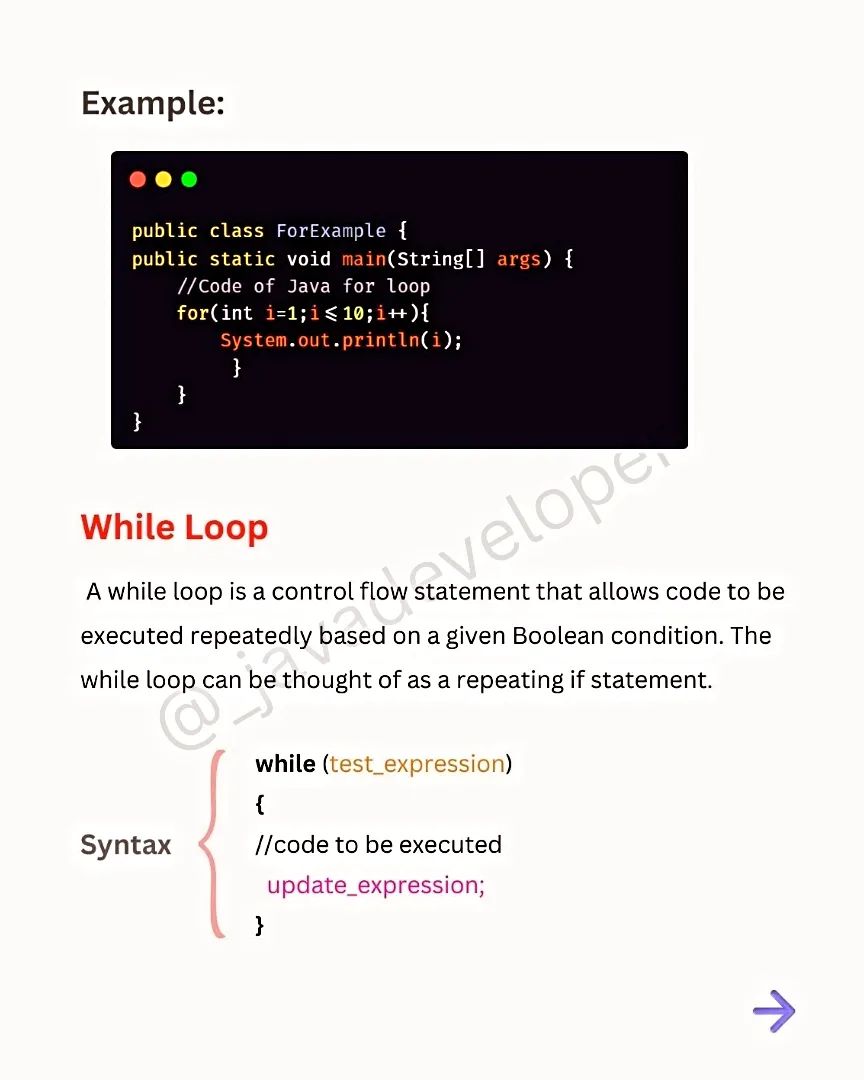 Example:
public class ForExample {
public static void main(String[] args) {
//Code of Java for loop
for(int i=1;i<=10;i++){
System.out.println(i);
}
}
}
While Loop
A while loop is a control flow statement that allows code to be
executed repeatedly based on a given Boolean condition. The
while loop can be thought of as a repeating if statement.
@_javadeveloper
Syntax
while (test_expression)
{
//code to be executed
update_expression;
}